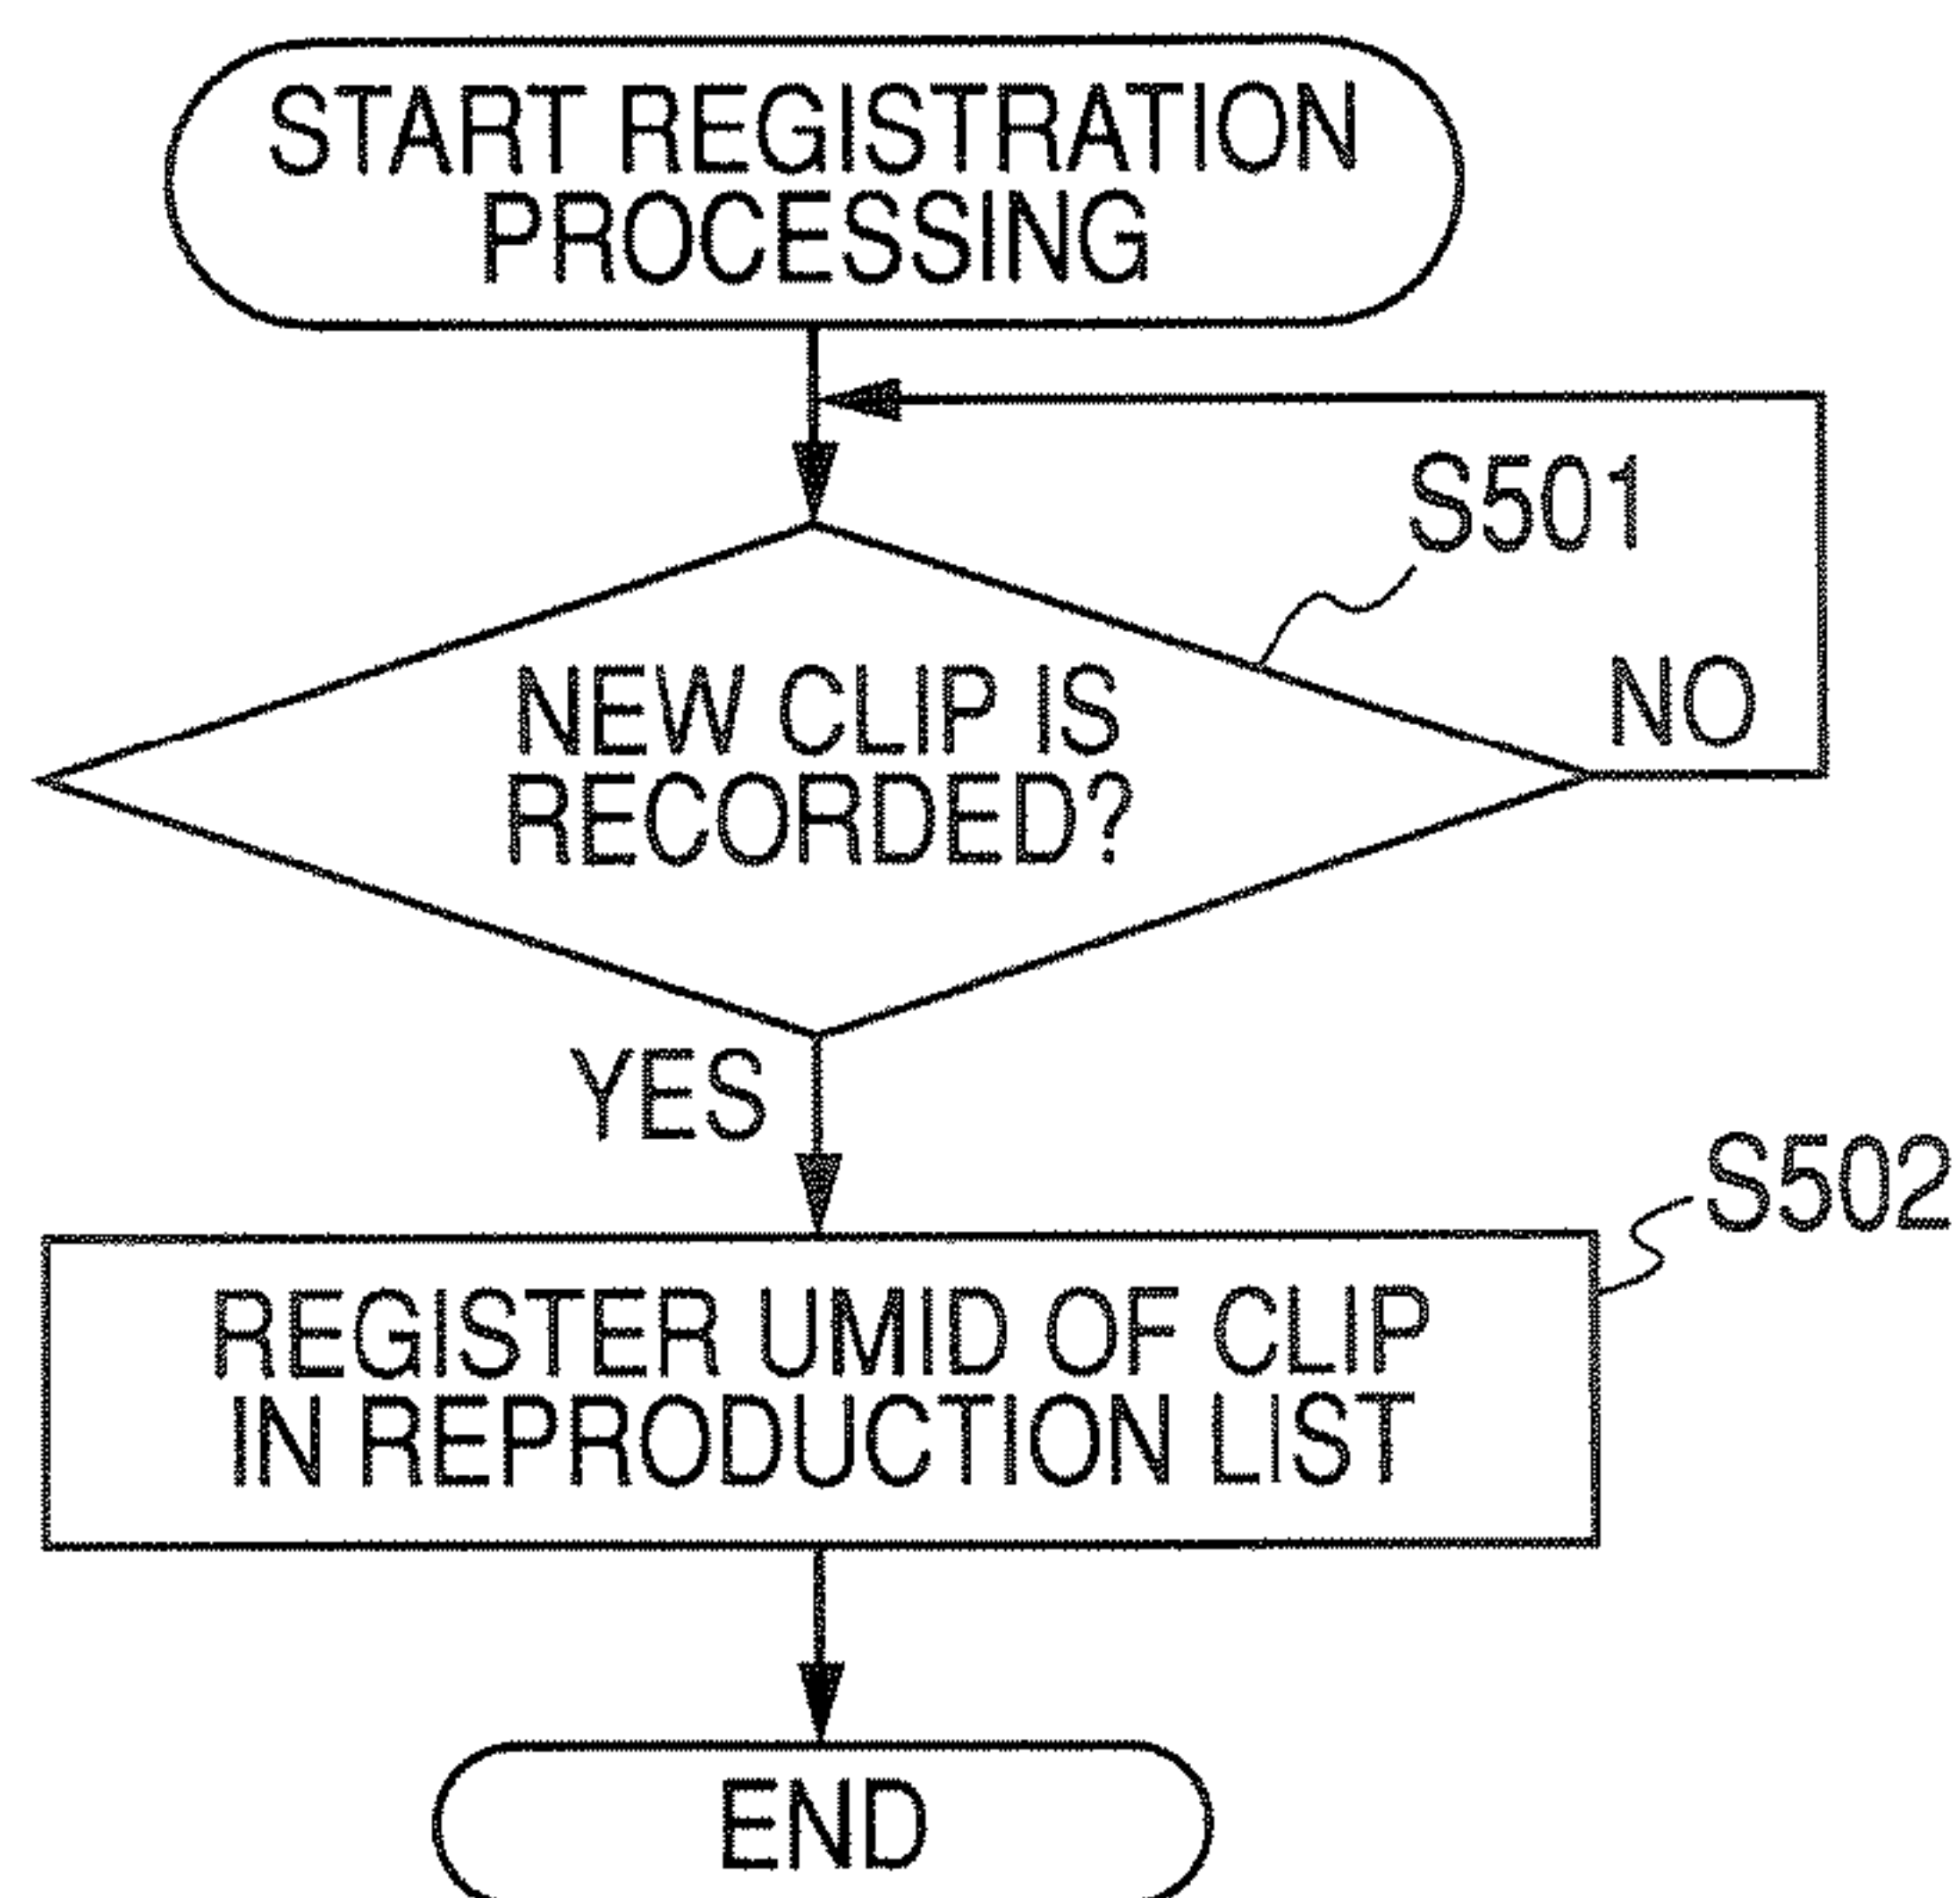 START REGISTRATION
PROCESSING
S501
NEW CLIP IS
RECORDED?
NO
YES
S502
REGISTER UMID OF CLIP
IN REPRODUCTION LIST
END